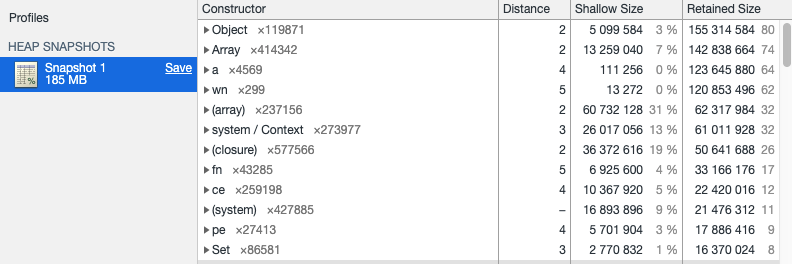 Profiles
HEAP SNAPSHOTS
Snapshot 1 Save
185 MB
Constructor Distance Shallow Size Retained Size
Object ×119871 2 5 099 584 3 % 155 314 584 80
Array ×414342 2 13 259 040 7 % 142 838 664 74
a ×4569 4 111 256 0 % 123 645 880 64
wn ×299 5 13 272 0 % 120 853 496 62
(array) ×237156 2 60 732 128 31 % 62 317 984 32
system / Context ×273977 3 26 017 056 13 % 61 011 928 32
(closure) ×577566 2 36 372 616 19 % 50 641 688 26
fn ×43285 5 6 925 600 4 % 33 166 176 17
ce ×259198 4 10 367 920 5 % 22 420 016 12
(system) ×427885 – 16 893 896 9 % 21 476 312 11
pe ×27413 4 5 701 904 3 % 17 886 416 9
Set ×86581 3 2 770 832 1 % 16 370 024 8